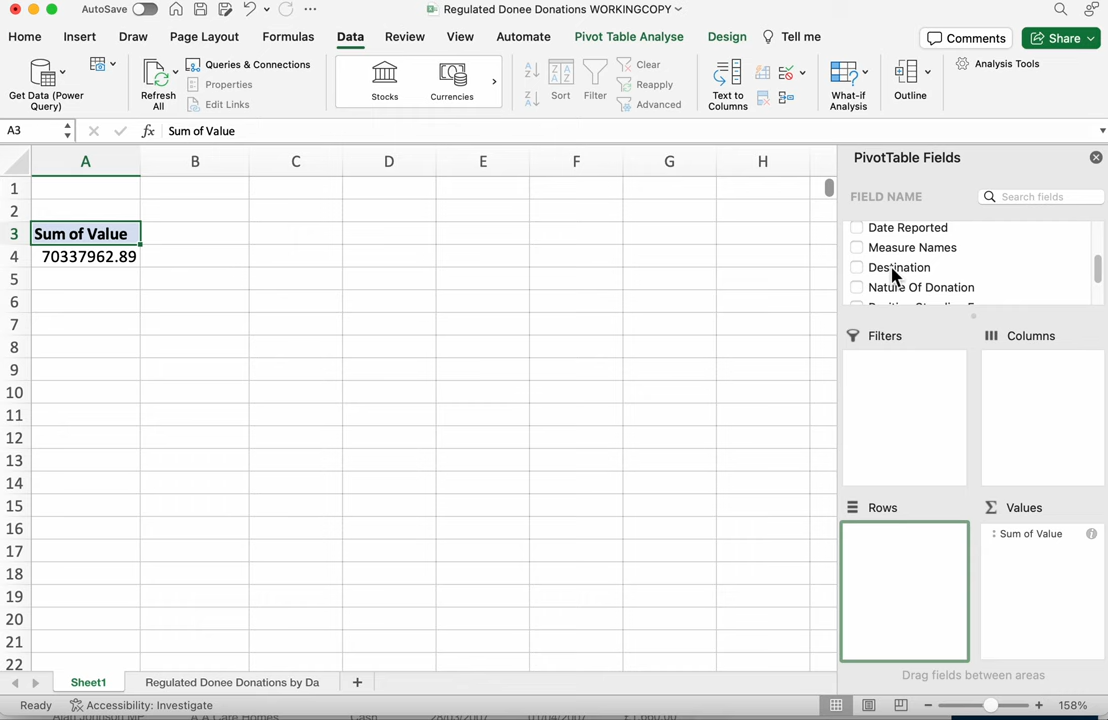 AutoSave
Regulated Donee Donations WORKINGCOPY
Home Insert Draw Page Layout Formulas Data Review View Automate Pivot Table Analyse Design Tell me Comments Share
Get Data (Power Query)
Refresh All
Queries & Connections
Properties
Edit Links
Stocks
Currencies
Sort
Filter
Clear
Reapply
Advanced
Text to Columns
What-if Analysis
Outline
Analysis Tools
A3 fx Sum of Value
PivotTable Fields
A B C D E F G H
FIELD NAME
Search fields
Date Reported
Measure Names
Destination
Nature Of Donation
1
2
3 Sum of Value
4 70337962.89
5
6
7
8
9
10
11
12
13
14
15
16
17
18
19
20
21
22
Filters
Columns
Rows
Values
Sum of Value
Drag fields between areas
Sheet1 Regulated Donee Donations by Da
Ready Accessibility: Investigate 158%